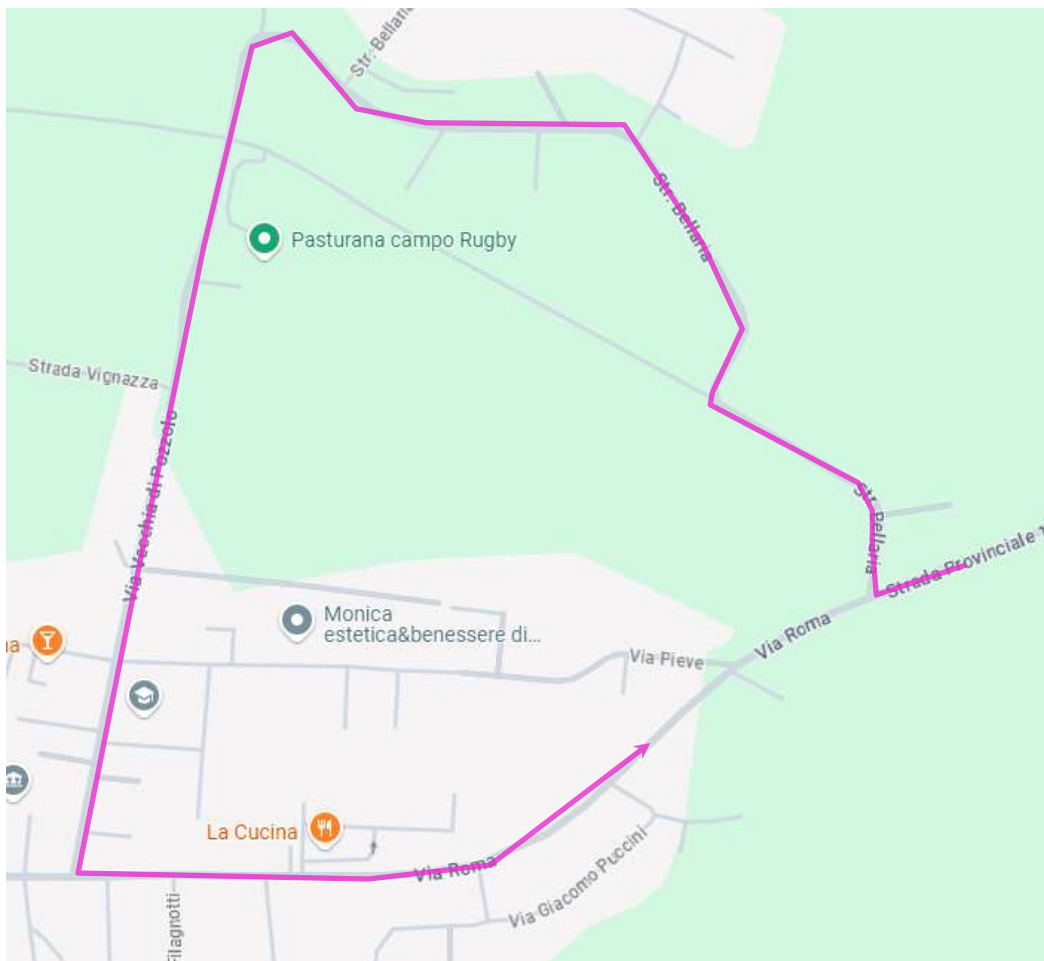 Str. Bellaria
Pasturana campo Rugby
Str. Bellaria
Strada Vignazza
Via Vecchia di Pozzolo
Str. Bellaria
Strada Provinciale
Monica
estetica&benessere di...
Via Roma
Via Pieve
La Cucina
Via Roma
Via Giacomo Puccini
Filagnotti